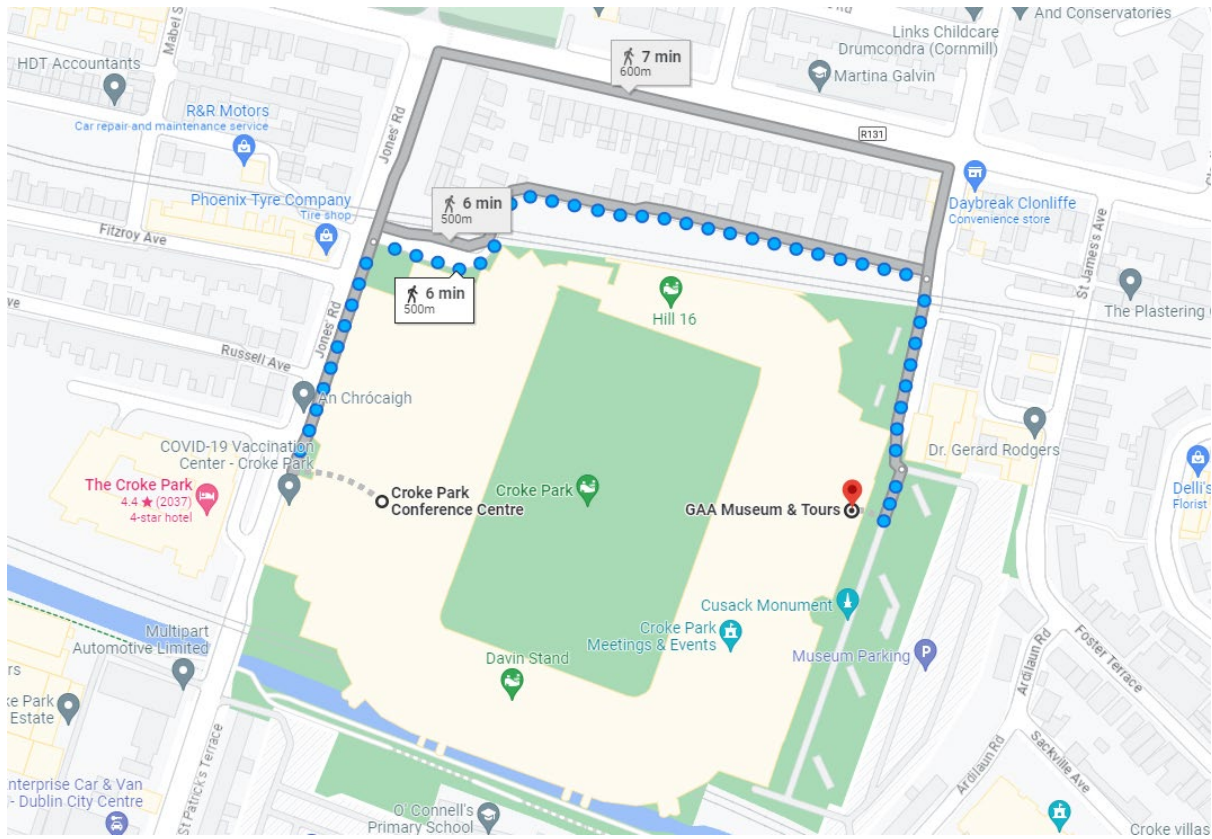 And Conservatories
Mabel S
Links Childcare
Drumcondra (Cornmill)
7 min
600m
HDT Accountants
Martina Galvin
R&R Motors
Car repair and maintenance service
Jones' Rd
R131
Phoenix Tyre Company
Tire shop
6 min
500m
Daybreak Clonliffe
Convenience store
St James's Ave
Fitzroy Ave
6 min
500m
Hill 16
The Plastering
Jones' Rd
Russell Ave
An Chrócaigh
COVID-19 Vaccination
Center - Croke Park
Dr. Gerard Rodgers
The Croke Park
4.4 ★ (2037)
4-star hotel
Croke Park
Conference Centre
Croke Park
GAA Museum & Tours
Delli's
Florist
Cusack Monument
Croke Park
Meetings & Events
Multipart
Automotive Limited
Museum Parking
P
Davin Stand
Ardilaun Rd
Foster Terrace
ke Park
Estate
Ardilaun Rd
Sackville Ave
St Patrick's Terrace
nterprise Car & Van
- Dublin City Centre
O' Connell's
Primary School
Croke villas